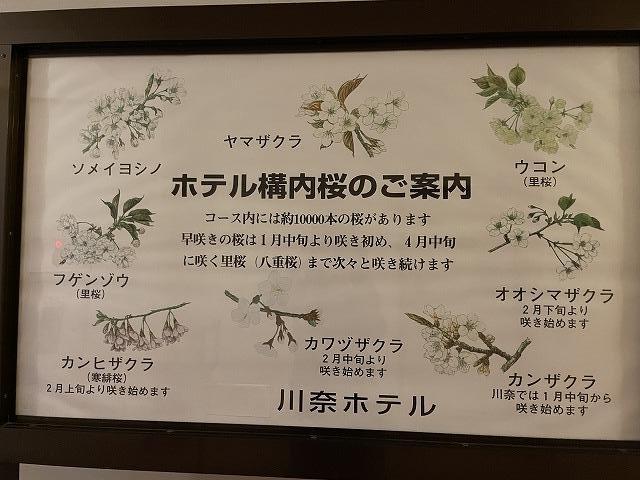 ソメイヨシノ
ヤマザクラ
ウコン
(里桜)
ホテル構内桜のご案内
コース内には約10000本の桜があります
早咲きの桜は1月中旬より咲き初め、4月中旬
に咲く里桜(八重桜)まで次々と咲き続けます
フゲンゾウ
(里桜)
オオシマザクラ
2月下旬より
咲き始めます
カンヒザクラ
(寒緋桜)
2月上旬より咲き始めます
カワヅザクラ
2月中旬より
咲き始めます
カンザクラ
川奈では1月中旬から
咲き始めます
川奈ホテル